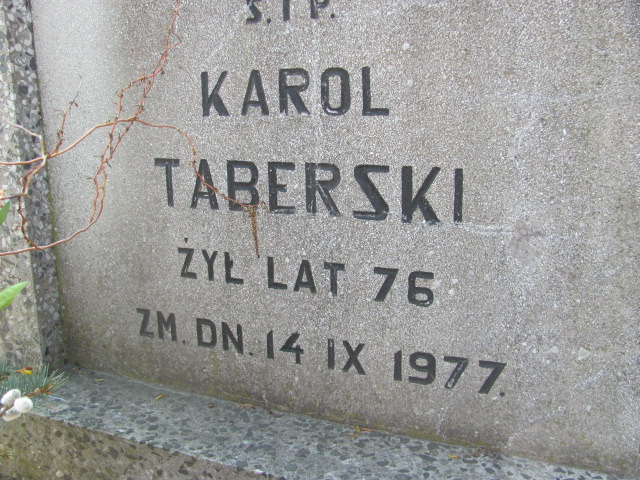 Ś.†P.
KAROL
TABERSKI
ŻYŁ LAT 76
ZM. DN. 14 IX 1977.